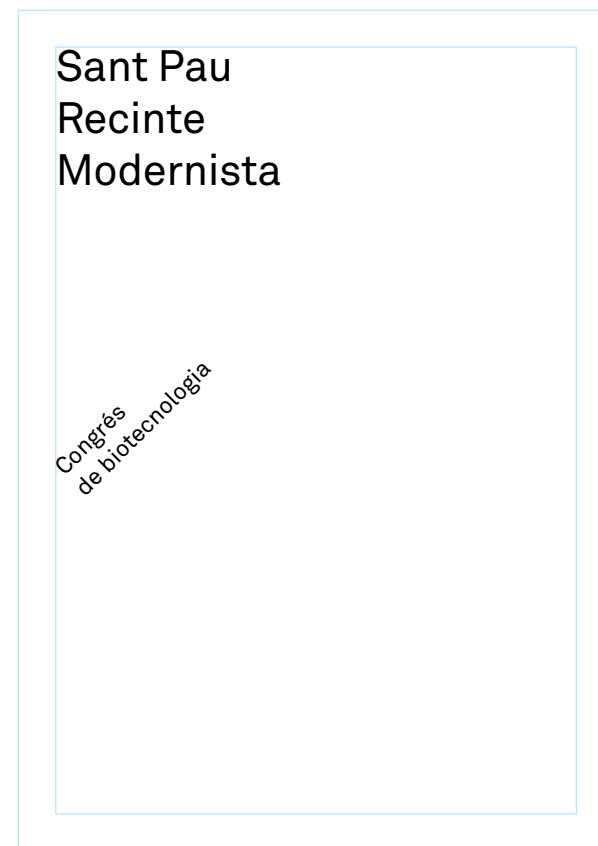 Sant Pau
Recinte
Modernista
Congrés
de biotecnologia